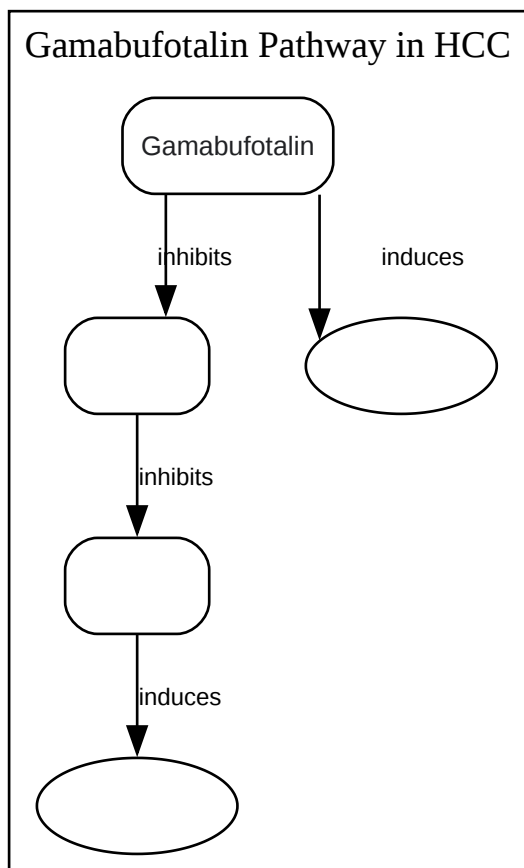 Gamabufotalin Pathway in HCC
Gamabufotalin
inhibits
induces
inhibits
induces